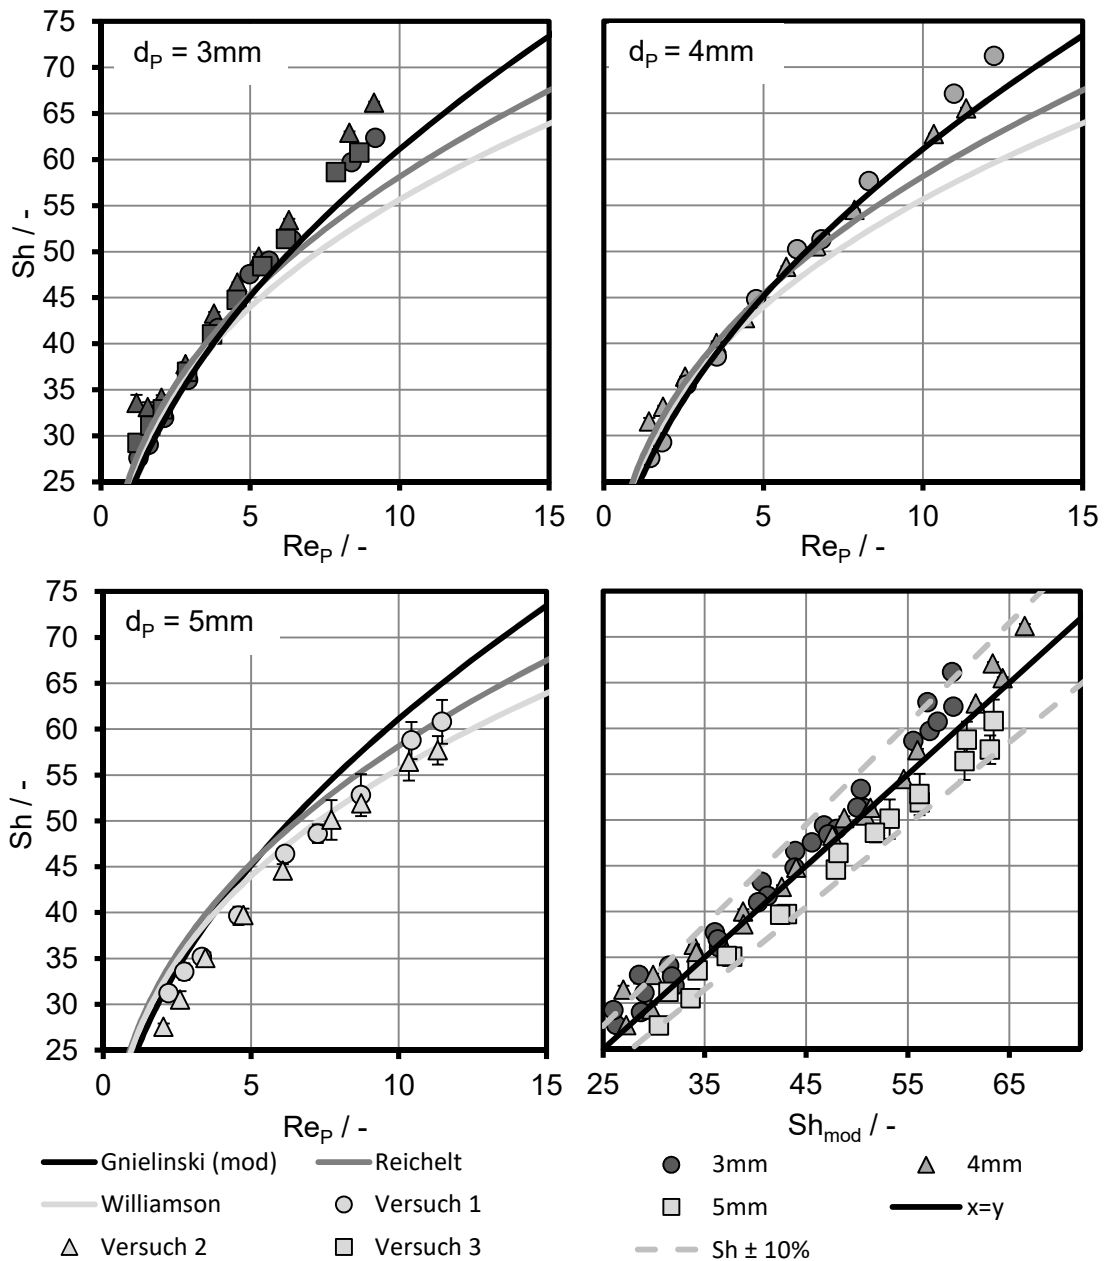 75
70
65
60
55
50
45
40
35
30
25
Sh / -
d_P = 3mm
0 5 10 15
Re_P / -
d_P = 4mm
0 5 10 15
Re_P / -
75
70
65
60
55
50
45
40
35
30
25
Sh / -
d_P = 5mm
0 5 10 15
Re_P / -
25 35 45 55 65
Sh_mod / -
Gnielinski (mod) Reichelt
Williamson Versuch 1
Versuch 2 Versuch 3
3mm 4mm
5mm x=y
Sh ± 10%